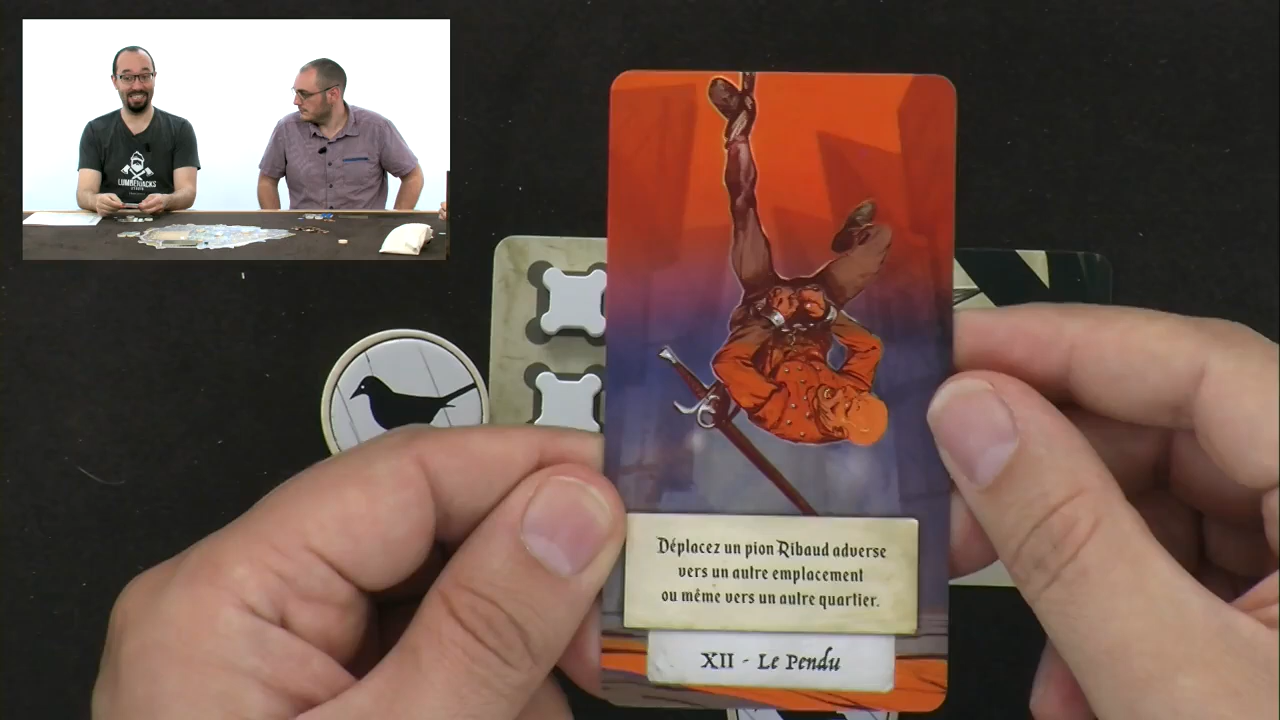 LUMBERJACKS
STUDIO
Déplacez un pion Ribaud adverse
vers un autre emplacement
ou même vers un autre quartier.
XII - Le Pendu